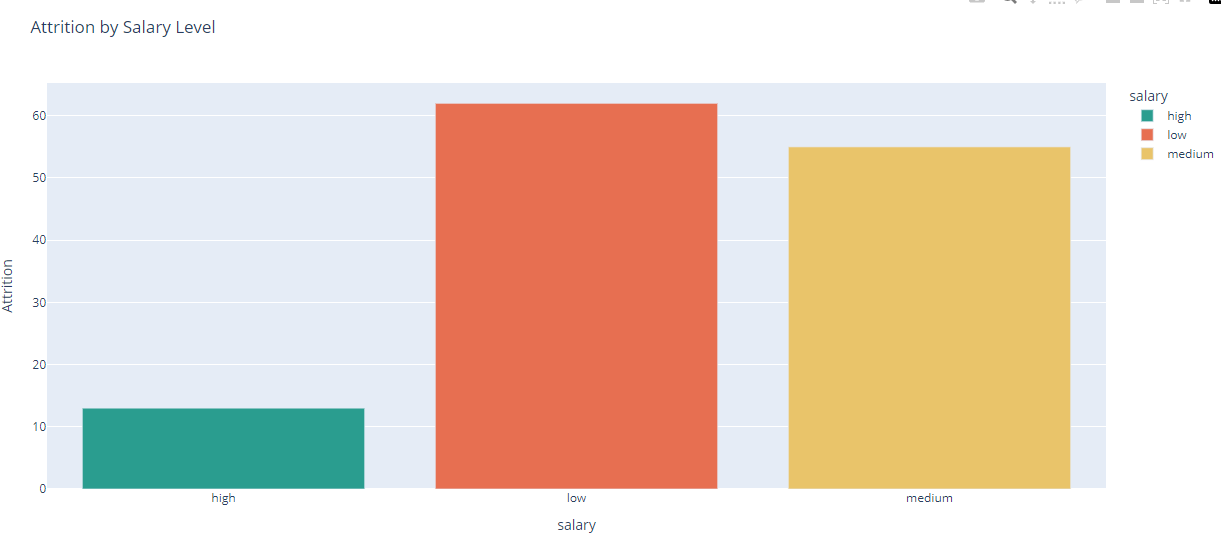 Attrition by Salary Level
Attrition
60
50
40
30
20
10
0
high
low
medium
salary
salary
high
low
medium